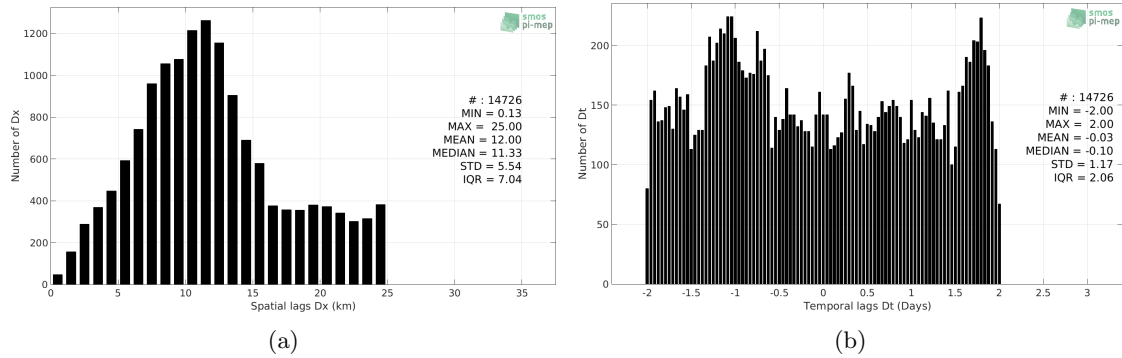 smos
pi-mep
1200
1000
800
600
400
200
0
Number of Dx
# : 14726
MIN = 0.13
MAX = 25.00
MEAN = 12.00
MEDIAN = 11.33
STD = 5.54
IQR = 7.04
0 5 10 15 20 25 30 35
Spatial lags Dx (km)
(a)
smos
pi-mep
200
150
100
50
0
Number of Dt
# : 14726
MIN = -2.00
MAX = 2.00
MEAN = -0.03
MEDIAN = -0.10
STD = 1.17
IQR = 2.06
-2 -1.5 -1 -0.5 0 0.5 1 1.5 2 2.5 3
Temporal lags Dt (Days)
(b)